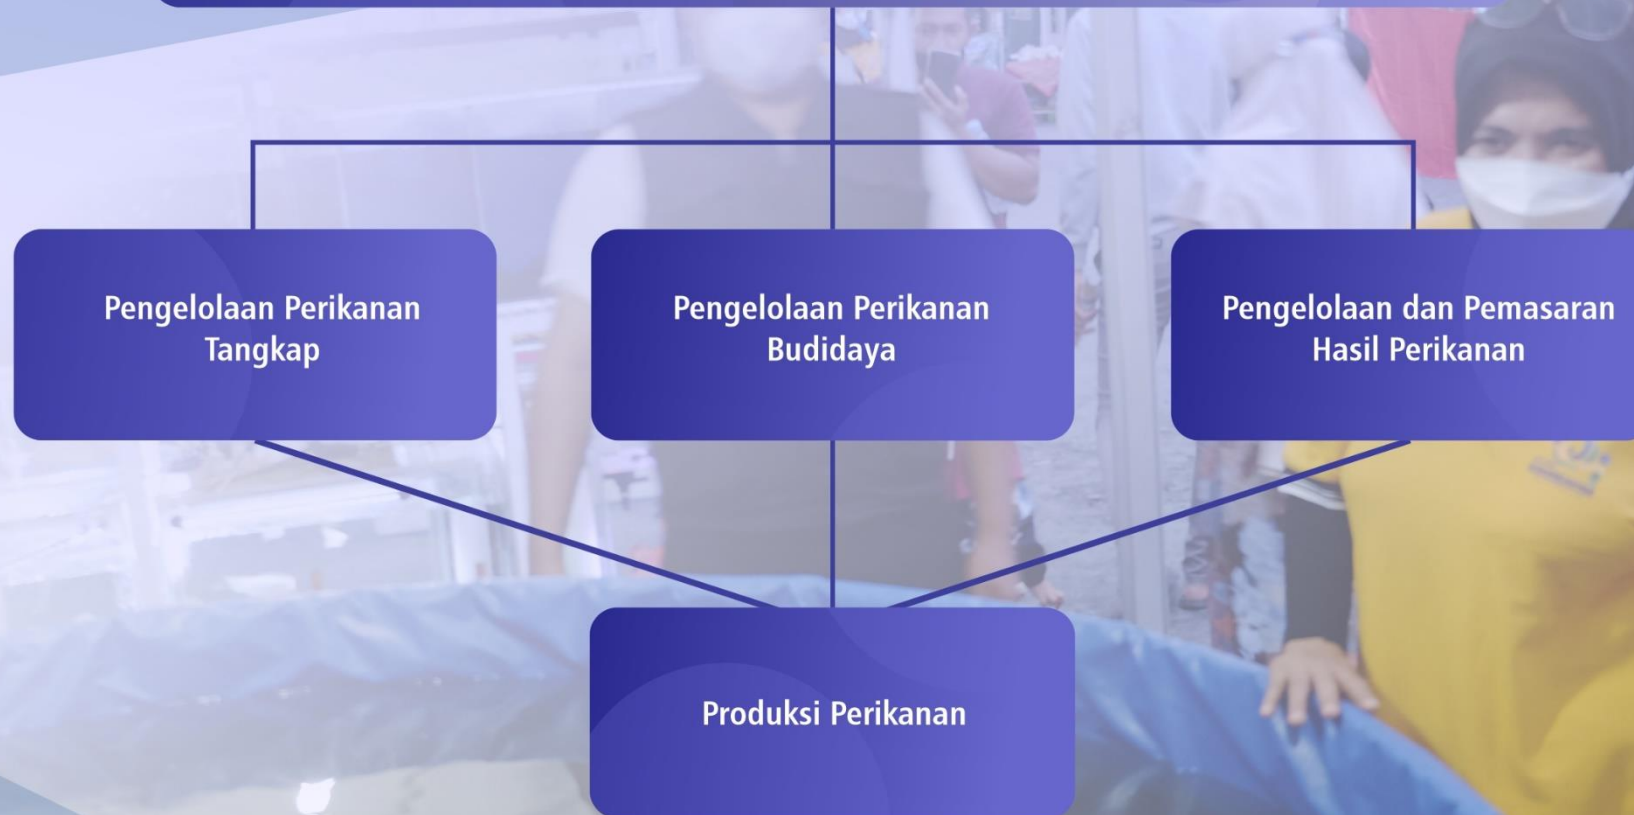 Pengelolaan Perikanan
Tangkap
Pengelolaan Perikanan
Budidaya
Pengelolaan dan Pemasaran
Hasil Perikanan
Produksi Perikanan